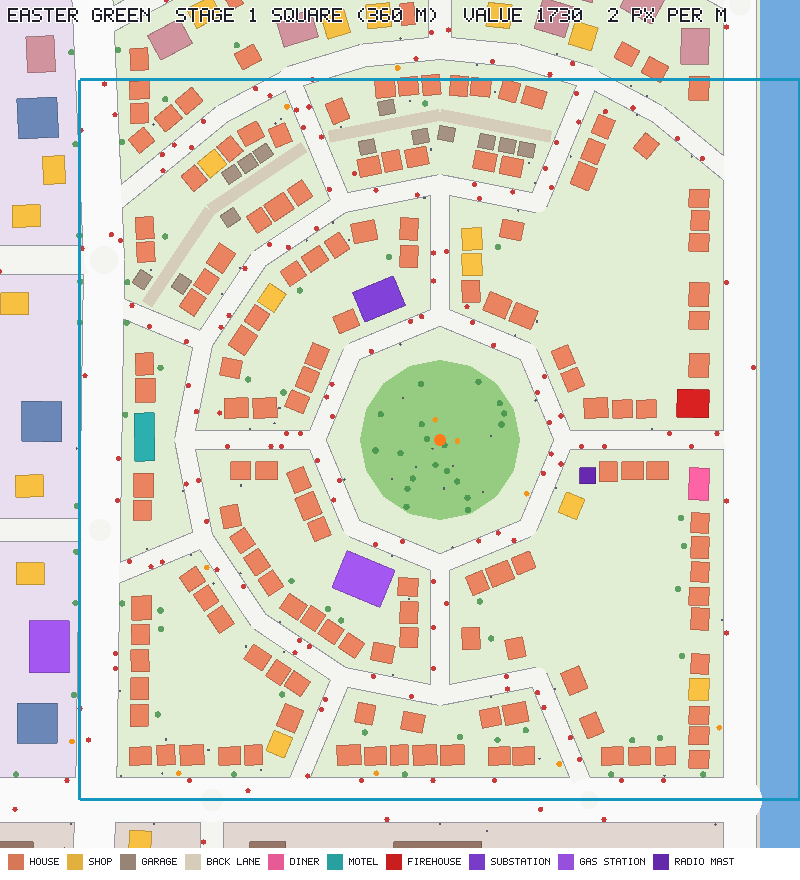 EASTER GREEN  STAGE 1 SQUARE (360 M)  VALUE 1730  2 PX PER M
HOUSE SHOP GARAGE BACK LANE DINER MOTEL FIREHOUSE SUBSTATION GAS STATION RADIO MAST